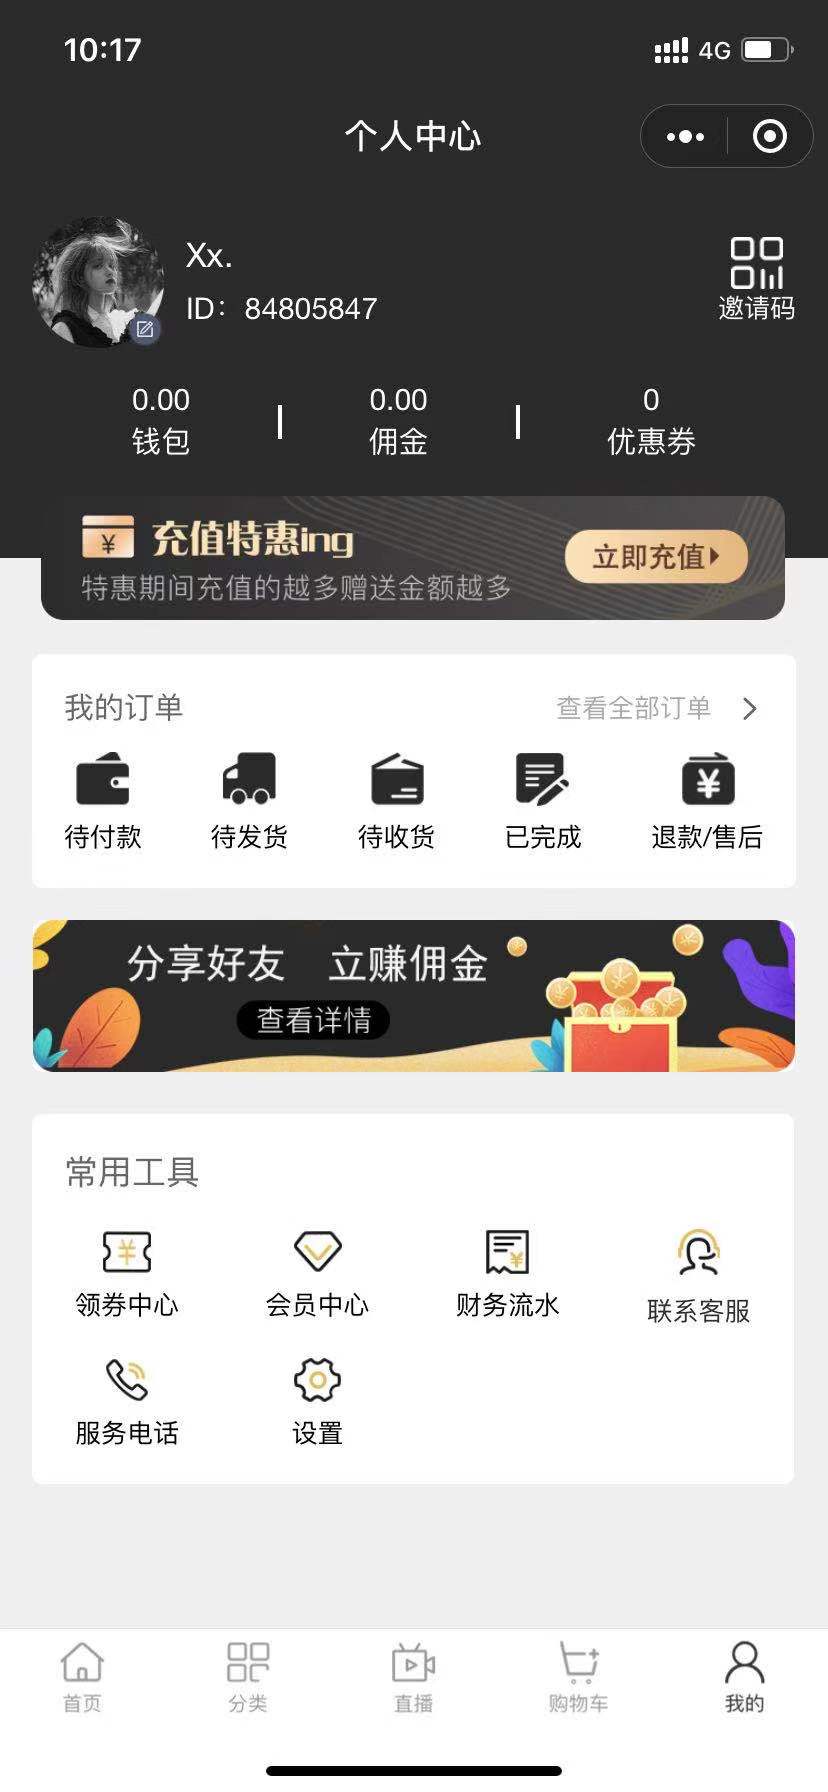 10:17
4G
个人中心
Xx.
ID：84805847
邀请码
0.00
0.00
0
钱包
佣金
优惠券
充值特惠ing
立即充值
特惠期间充值的越多赠送金额越多
我的订单
查看全部订单
待付款
待发货
待收货
已完成
退款/售后
分享好友 立赚佣金
查看详情
常用工具
领券中心
会员中心
财务流水
联系客服
服务电话
设置
首页
分类
直播
购物车
我的